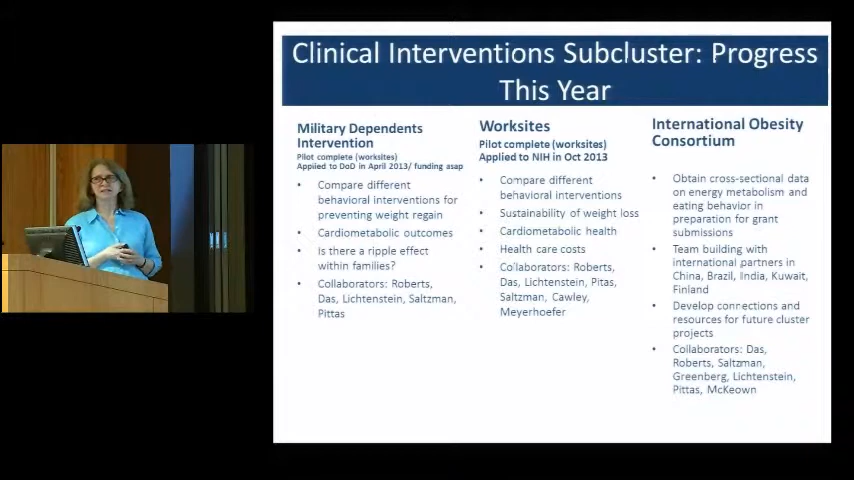 Clinical Interventions Subcluster: Progress
This Year
Military Dependents
Intervention
Pilot complete (worksites)
Applied to DoD in April 2013/ funding asap
• Compare different
behavioral interventions for
preventing weight regain
• Cardiometabolic outcomes
• Is there a ripple effect
within families?
• Collaborators: Roberts,
Das, Lichtenstein, Saltzman,
Pittas
Worksites
Pilot complete (worksites)
Applied to NIH in Oct 2013
• Compare different
behavioral interventions
• Sustainability of weight loss
• Cardiometabolic health
• Health care costs
• Collaborators: Roberts,
Das, Lichtenstein, Pitas,
Saltzman, Cawley,
Meyerhoefer
International Obesity
Consortium
• Obtain cross-sectional data
on energy metabolism and
eating behavior in
preparation for grant
submissions
• Team building with
international partners in
China, Brazil, India, Kuwait,
Finland
• Develop connections and
resources for future cluster
projects
• Collaborators: Das,
Roberts, Saltzman,
Greenberg, Lichtenstein,
Pittas, McKeown